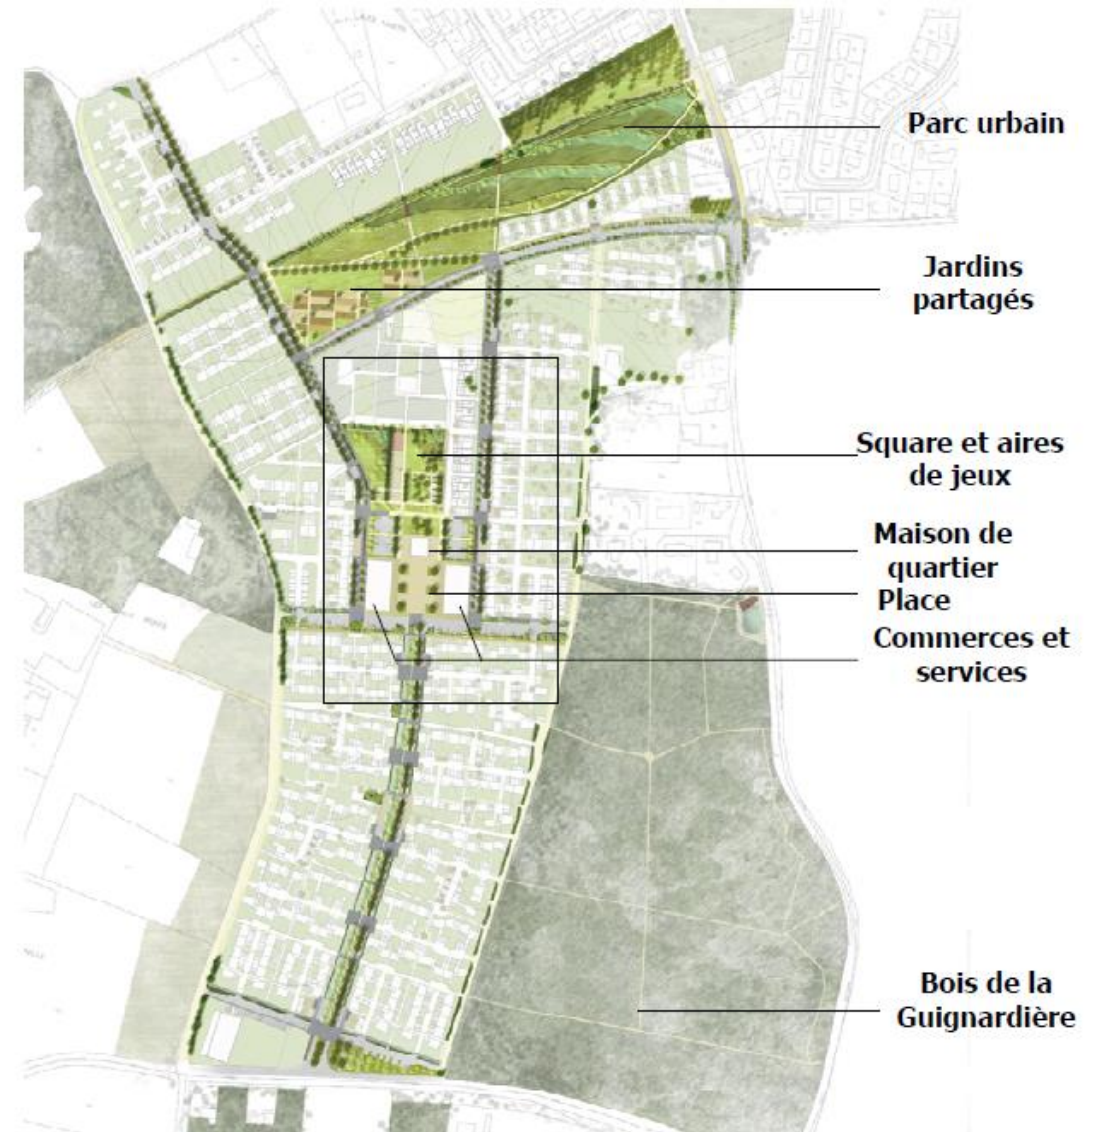 Parc urbain
Jardins
partagés
Square et aires
de jeux
Maison de
quartier
Place
Commerces et
services
Bois de la
Guignardière